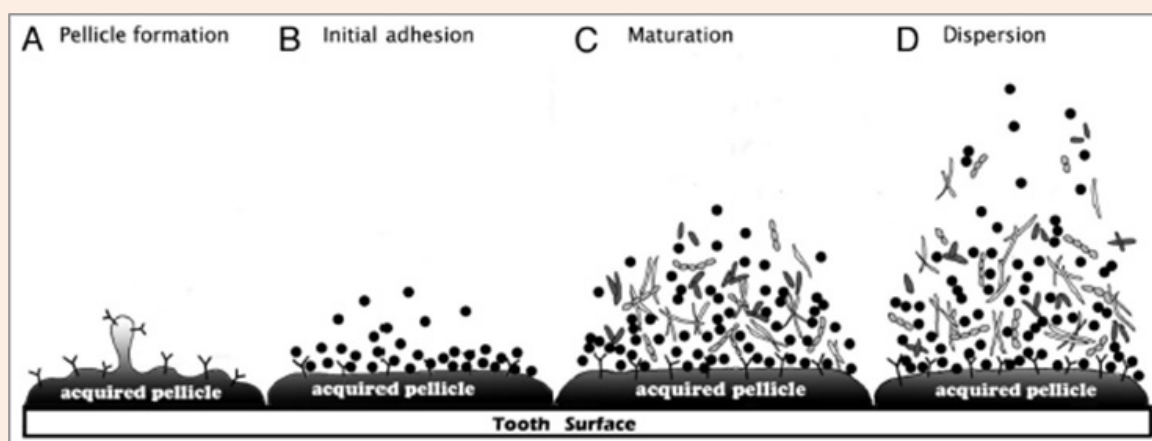 A Pellicle formation
B Initial adhesion
C Maturation
D Dispersion
acquired pellicle
acquired pellicle
acquired pellicle
acquired pellicle
Tooth Surface